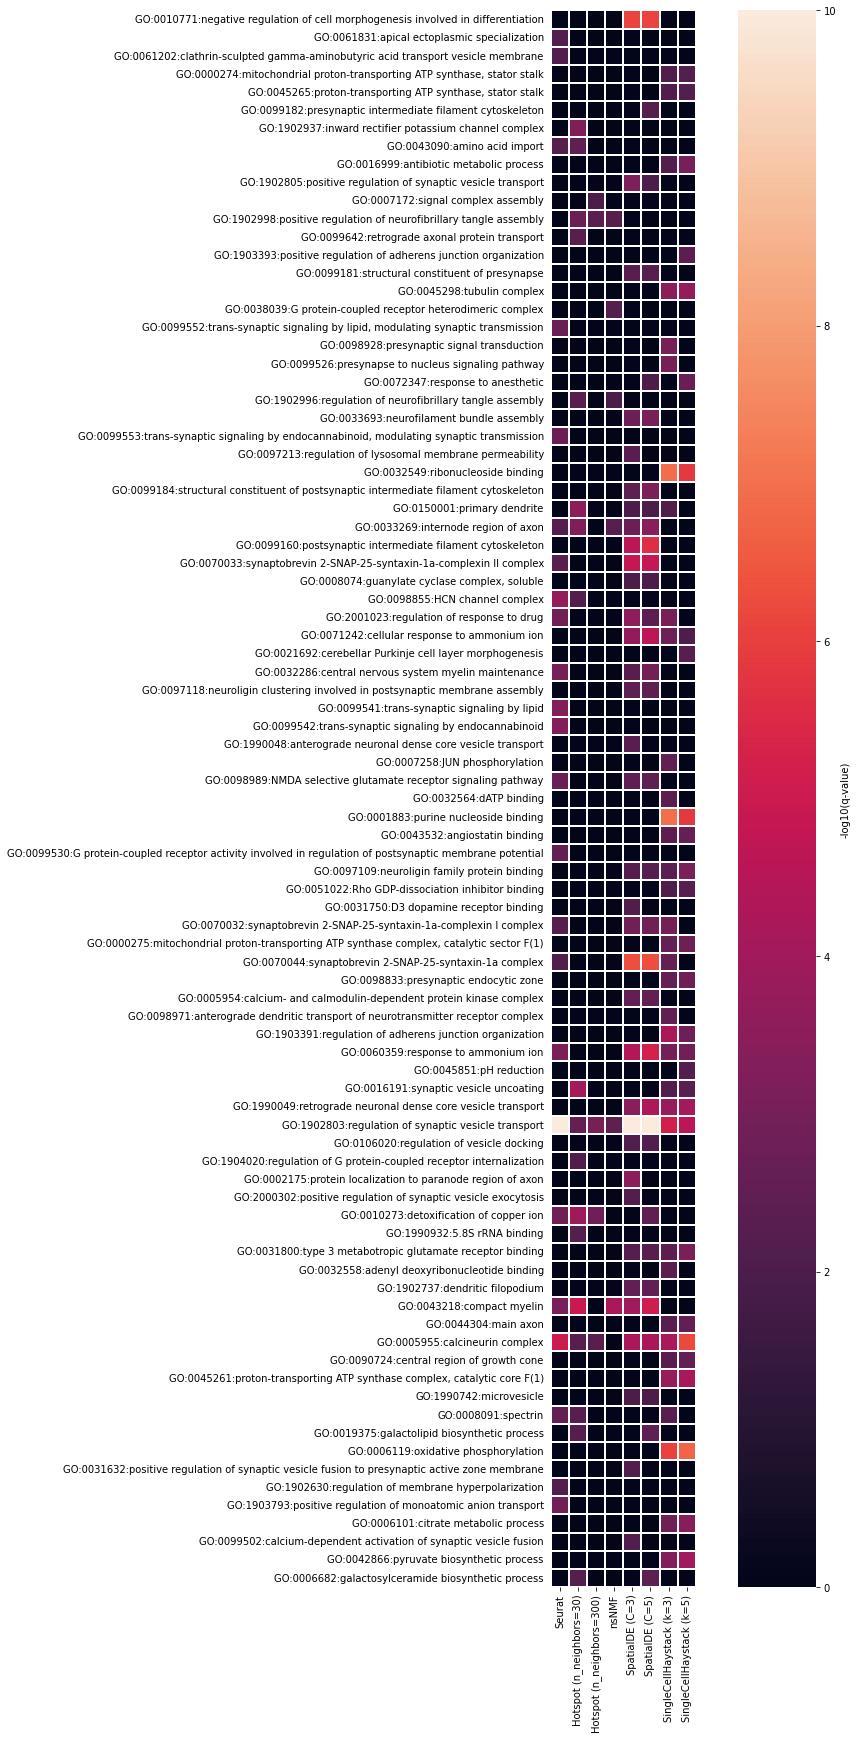 GO:0010771:negative regulation of cell morphogenesis involved in differentiation
GO:0061831:apical ectoplasmic specialization
GO:0061202:clathrin-sculpted gamma-aminobutyric acid transport vesicle membrane
GO:0000274:mitochondrial proton-transporting ATP synthase, stator stalk
GO:0045265:proton-transporting ATP synthase, stator stalk
GO:0099182:presynaptic intermediate filament cytoskeleton
GO:1902937:inward rectifier potassium channel complex
GO:0043090:amino acid import
GO:0016999:antibiotic metabolic process
GO:1902805:positive regulation of synaptic vesicle transport
GO:0007172:signal complex assembly
GO:1902998:positive regulation of neurofibrillary tangle assembly
GO:0099642:retrograde axonal protein transport
GO:1903393:positive regulation of adherens junction organization
GO:0099181:structural constituent of presynapse
GO:0045298:tubulin complex
GO:0038039:G protein-coupled receptor heterodimeric complex
GO:0099552:trans-synaptic signaling by lipid, modulating synaptic transmission
GO:0098928:presynaptic signal transduction
GO:0099526:presynapse to nucleus signaling pathway
GO:0072347:response to anesthetic
GO:1902996:regulation of neurofibrillary tangle assembly
GO:0033693:neurofilament bundle assembly
GO:0099553:trans-synaptic signaling by endocannabinoid, modulating synaptic transmission
GO:0097213:regulation of lysosomal membrane permeability
GO:0032549:ribonucleoside binding
GO:0099184:structural constituent of postsynaptic intermediate filament cytoskeleton
GO:0150001:primary dendrite
GO:0033269:internode region of axon
GO:0099160:postsynaptic intermediate filament cytoskeleton
GO:0070033:synaptobrevin 2-SNAP-25-syntaxin-1a-complexin II complex
GO:0008074:guanylate cyclase complex, soluble
GO:0098855:HCN channel complex
GO:2001023:regulation of response to drug
GO:0071242:cellular response to ammonium ion
GO:0021692:cerebellar Purkinje cell layer morphogenesis
GO:0032286:central nervous system myelin maintenance
GO:0097118:neuroligin clustering involved in postsynaptic membrane assembly
GO:0099541:trans-synaptic signaling by lipid
GO:0099542:trans-synaptic signaling by endocannabinoid
GO:1990048:anterograde neuronal dense core vesicle transport
GO:0007258:JUN phosphorylation
GO:0098989:NMDA selective glutamate receptor signaling pathway
GO:0032564:dATP binding
GO:0001883:purine nucleoside binding
GO:0043532:angiostatin binding
GO:0099530:G protein-coupled receptor activity involved in regulation of postsynaptic membrane potential
GO:0097109:neuroligin family protein binding
GO:0051022:Rho GDP-dissociation inhibitor binding
GO:0031750:D3 dopamine receptor binding
GO:0070032:synaptobrevin 2-SNAP-25-syntaxin-1a-complexin I complex
GO:0000275:mitochondrial proton-transporting ATP synthase complex, catalytic sector F(1)
GO:0070044:synaptobrevin 2-SNAP-25-syntaxin-1a complex
GO:0098833:presynaptic endocytic zone
GO:0005954:calcium- and calmodulin-dependent protein kinase complex
GO:0098971:anterograde dendritic transport of neurotransmitter receptor complex
GO:1903391:regulation of adherens junction organization
GO:0060359:response to ammonium ion
GO:0045851:pH reduction
GO:0016191:synaptic vesicle uncoating
GO:1990049:retrograde neuronal dense core vesicle transport
GO:1902803:regulation of synaptic vesicle transport
GO:0106020:regulation of vesicle docking
GO:1904020:regulation of G protein-coupled receptor internalization
GO:0002175:protein localization to paranode region of axon
GO:2000302:positive regulation of synaptic vesicle exocytosis
GO:0010273:detoxification of copper ion
GO:1990932:5.8S rRNA binding
GO:0031800:type 3 metabotropic glutamate receptor binding
GO:0032558:adenyl deoxyribonucleotide binding
GO:1902737:dendritic filopodium
GO:0043218:compact myelin
GO:0044304:main axon
GO:0005955:calcineurin complex
GO:0090724:central region of growth cone
GO:0045261:proton-transporting ATP synthase complex, catalytic core F(1)
GO:1990742:microvesicle
GO:0008091:spectrin
GO:0019375:galactolipid biosynthetic process
GO:0006119:oxidative phosphorylation
GO:0031632:positive regulation of synaptic vesicle fusion to presynaptic active zone membrane
GO:1902630:regulation of membrane hyperpolarization
GO:1903793:positive regulation of monoatomic anion transport
GO:0006101:citrate metabolic process
GO:0099502:calcium-dependent activation of synaptic vesicle fusion
GO:0042866:pyruvate biosynthetic process
GO:0006682:galactosylceramide biosynthetic process
Seurat
Hotspot (n_neighbors=30)
Hotspot (n_neighbors=300)
nsNMF
SpatialDE (C=3)
SpatialDE (C=5)
SingleCellHaystack (k=3)
SingleCellHaystack (k=5)
10
8
6
4
2
0
-log10(q-value)